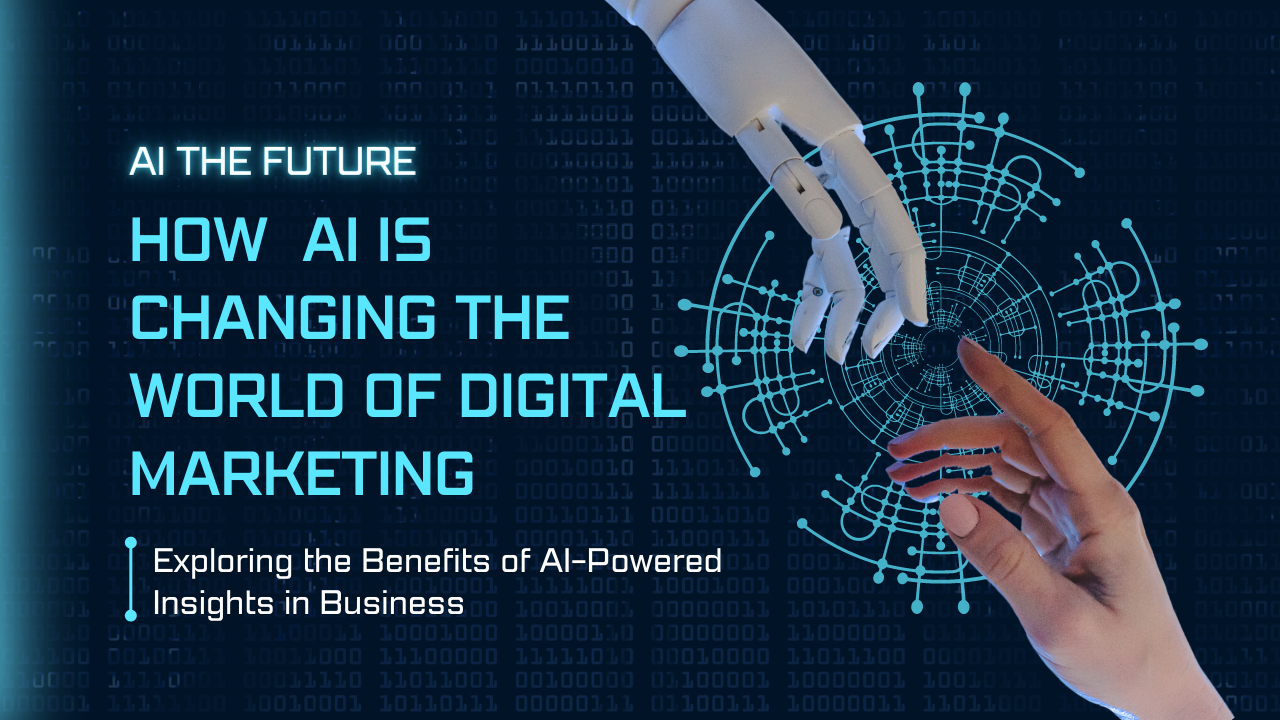 AI THE FUTURE
HOW  AI IS
CHANGING THE
WORLD OF DIGITAL
MARKETING
Exploring the Benefits of AI-Powered
Insights in Business